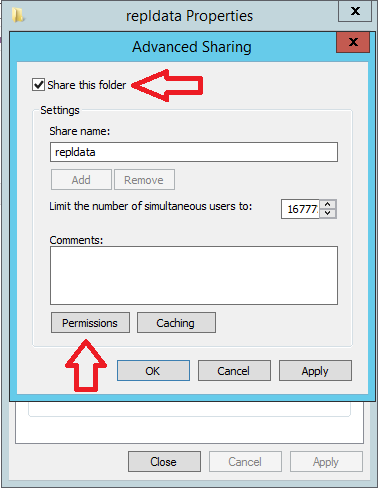 repldata Properties
x
Advanced Sharing
x
Share this folder
Settings
Share name:
repldata
Add Remove
Limit the number of simultaneous users to: 16777
Comments:
Permissions Caching
OK Cancel Apply
Close Cancel Apply